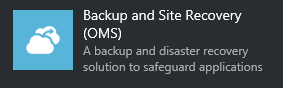 Backup and Site Recovery
(OMS)
A backup and disaster recovery
solution to safeguard applications